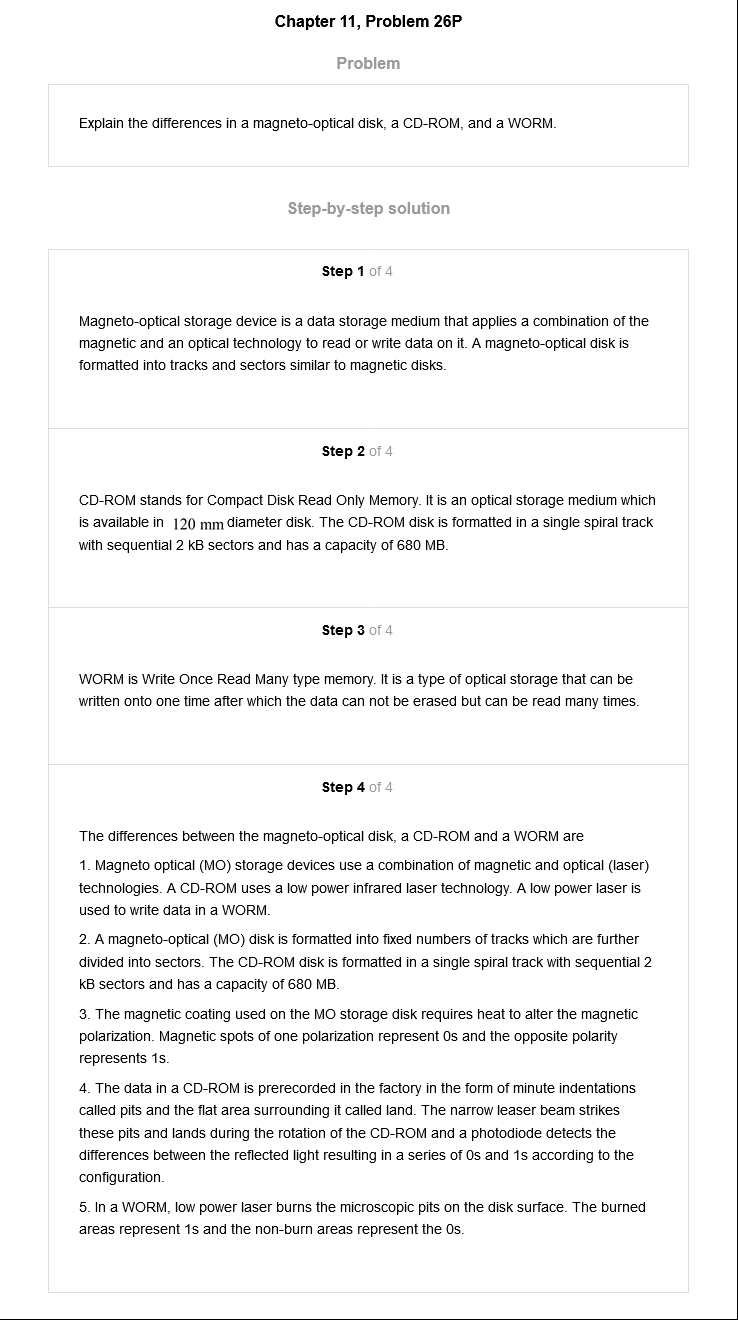 Chapter 11, Problem 26P
Problem
Explain the differences in a magneto-optical disk, a CD-ROM, and a WORM.
Step-by-step solution
Step 1 of 4
Magneto-optical storage device is a data storage medium that applies a combination of the
magnetic and an optical technology to read or write data on it. A magneto-optical disk is
formatted into tracks and sectors similar to magnetic disks.
Step 2 of 4
CD-ROM stands for Compact Disk Read Only Memory. It is an optical storage medium which
is available in 120 mm diameter disk. The CD-ROM disk is formatted in a single spiral track
with sequential 2 kB sectors and has a capacity of 680 MB.
Step 3 of 4
WORM is Write Once Read Many type memory. It is a type of optical storage that can be
written onto one time after which the data can not be erased but can be read many times.
Step 4 of 4
The differences between the magneto-optical disk, a CD-ROM and a WORM are
1. Magneto optical (MO) storage devices use a combination of magnetic and optical (laser)
technologies. A CD-ROM uses a low power infrared laser technology. A low power laser is
used to write data in a WORM.
2. A magneto-optical (MO) disk is formatted into fixed numbers of tracks which are further
divided into sectors. The CD-ROM disk is formatted in a single spiral track with sequential 2
kB sectors and has a capacity of 680 MB.
3. The magnetic coating used on the MO storage disk requires heat to alter the magnetic
polarization. Magnetic spots of one polarization represent 0s and the opposite polarity
represents 1s.
4. The data in a CD-ROM is prerecorded in the factory in the form of minute indentations
called pits and the flat area surrounding it called land. The narrow leaser beam strikes
these pits and lands during the rotation of the CD-ROM and a photodiode detects the
differences between the reflected light resulting in a series of 0s and 1s according to the
configuration.
5. In a WORM, low power laser burns the microscopic pits on the disk surface. The burned
areas represent 1s and the non-burn areas represent the 0s.